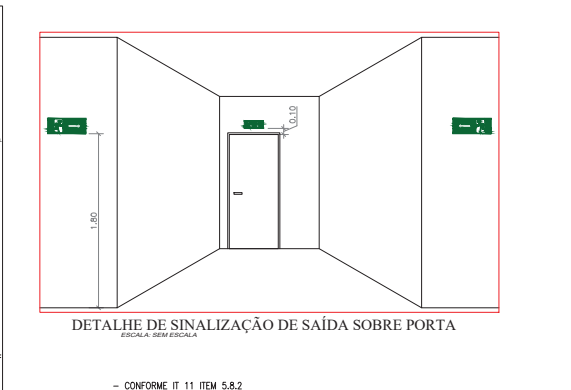 0.10
1.80
DETALHE DE SINALIZAÇÃO DE SAÍDA SOBRE PORTA
ESCALA: SEM ESCALA
- CONFORME IT 11 ITEM 5.8.2